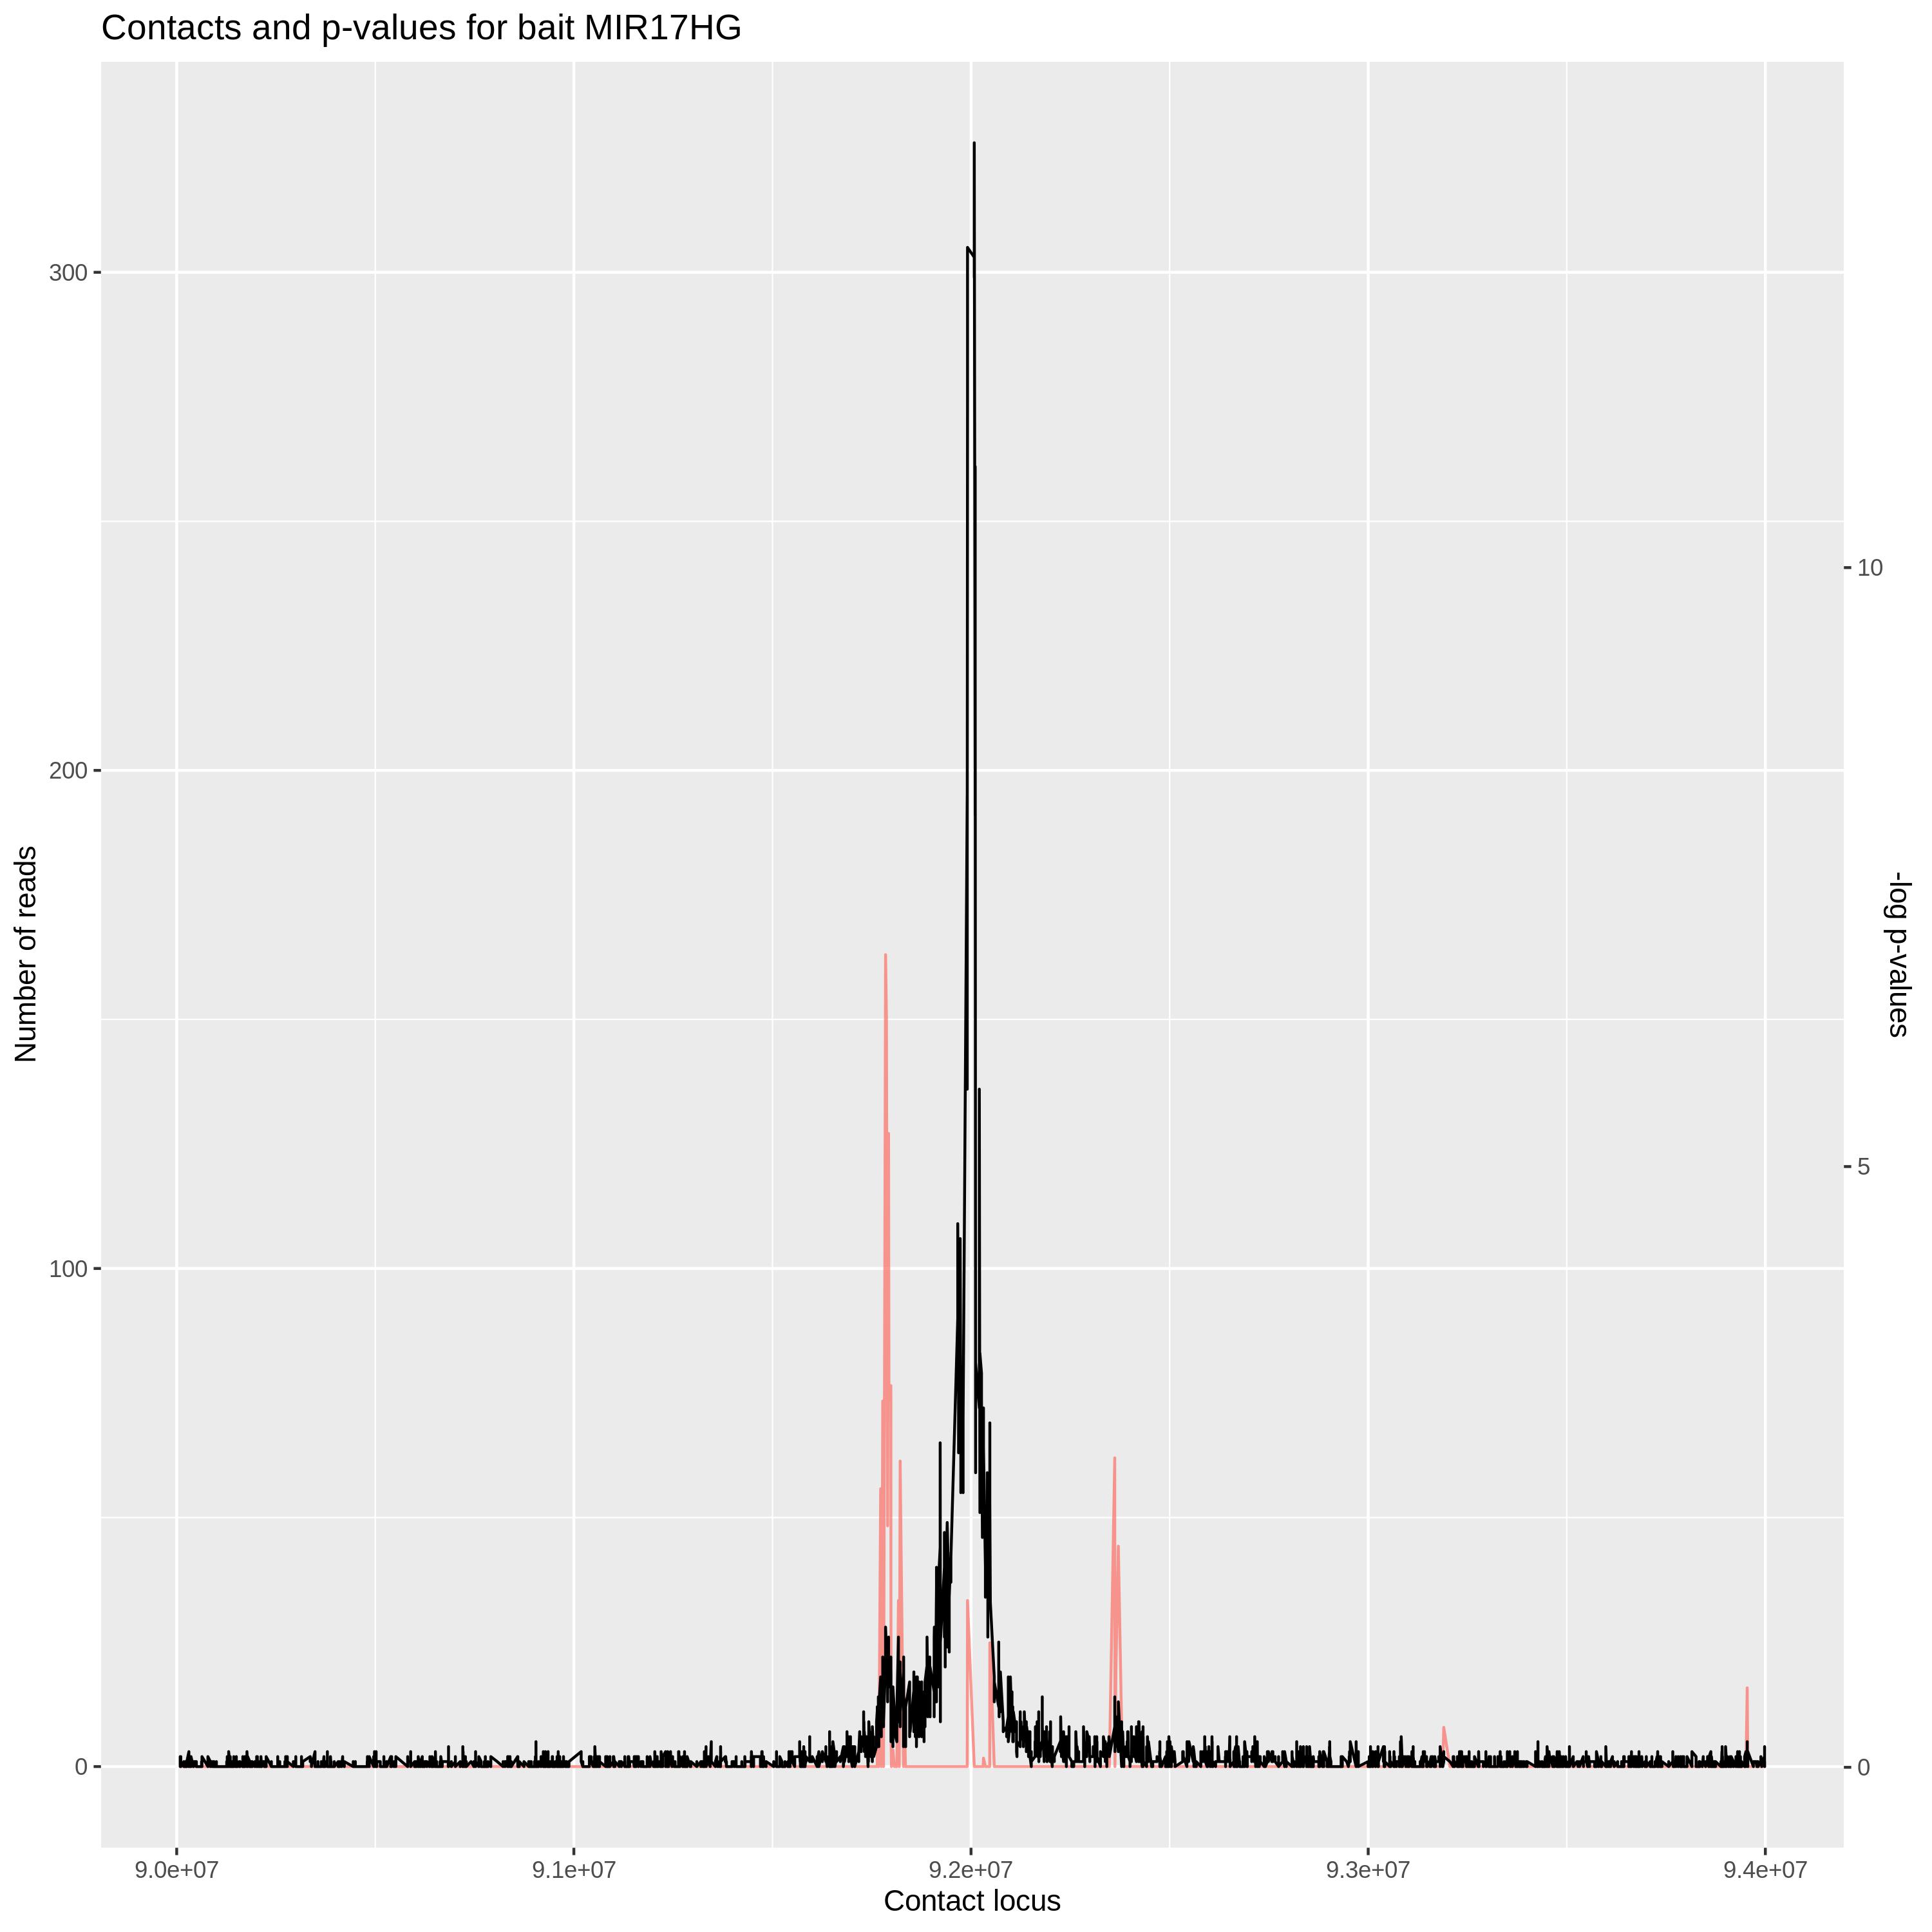 Contacts and p-values for bait MIR17HG
300
200
100
0
Number of reads
10
5
0
-log p-values
9.0e+07
9.1e+07
9.2e+07
9.3e+07
9.4e+07
Contact locus